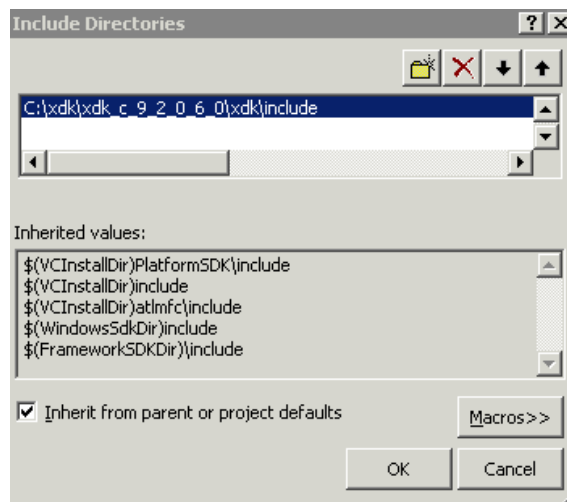 Include Directories
C:\xdk\xdk_c_9_2_0_6_0\xdk\include
Inherited values:
$(VCInstallDir)PlatformSDK\include
$(VCInstallDir)include
$(VCInstallDir)atlmfc\include
$(WindowsSdkDir)include
$(FrameworkSDKDir)\include
Inherit from parent or project defaults
Macros>>
OK
Cancel